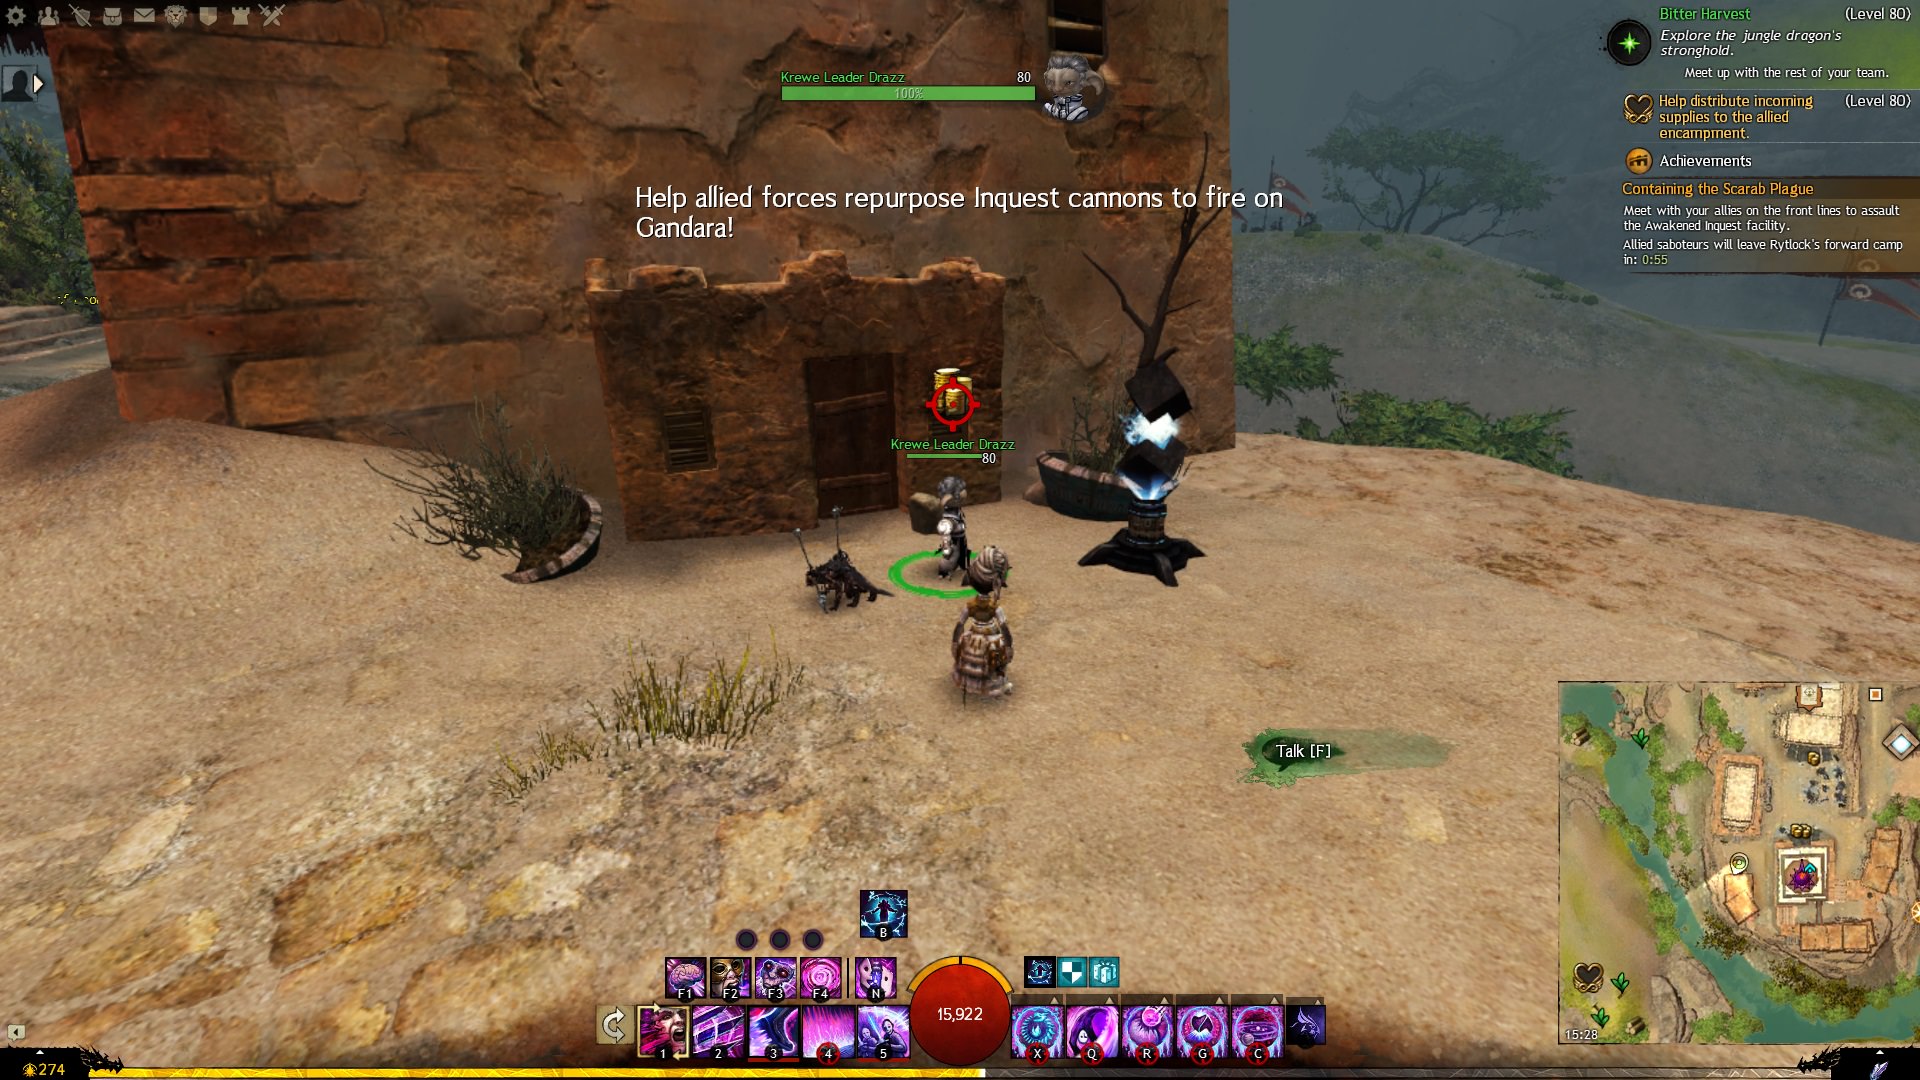 Bitter Harvest (Level 80)
Explore the jungle dragon's
stronghold.
Meet up with the rest of your team.
Help distribute incoming (Level 80)
supplies to the allied
encampment.
Achievements
Containing the Scarab Plague
Meet with your allies on the front lines to assault
the Awakened Inquest facility.
Allied saboteurs will leave Rytlock's forward camp
in: 0:55
Krewe Leader Drazz 80
100%
Help allied forces repurpose Inquest cannons to fire on
Gandara!
Krewe Leader Drazz
80
Talk [F]
B
F1 F2 F3 F4 N
15,922
1 2 3 4 5 X Q R G C
15:28
274